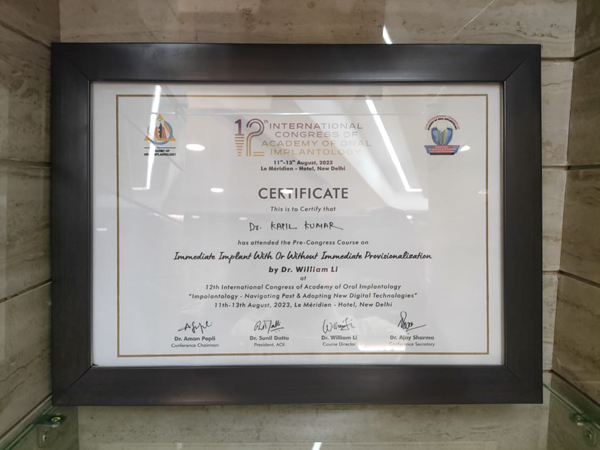 12th INTERNATIONAL
CONGRESS OF
ACADEMY OF ORAL
IMPLANTOLOGY
11th-13th August, 2023
Le Méridien - Hotel, New Delhi
CERTIFICATE
This is to Certify that
Dr. KAPIL KUMAR
has attended the Pre-Congress Course on
Immediate Implant With Or Without Immediate Provisionalization
by Dr. William Li
at
12th International Congress of Academy of Oral Implantology
"Impolantology - Navigating Past & Adopting New Digital Technologies"
11th-13th August, 2023, Le Méridien - Hotel, New Delhi
Dr. Aman Papli Dr. Sunil Datta Dr. William Li Dr. Ajay Sharma
Conference Chairman President, AOI Course Director Conference Secretary